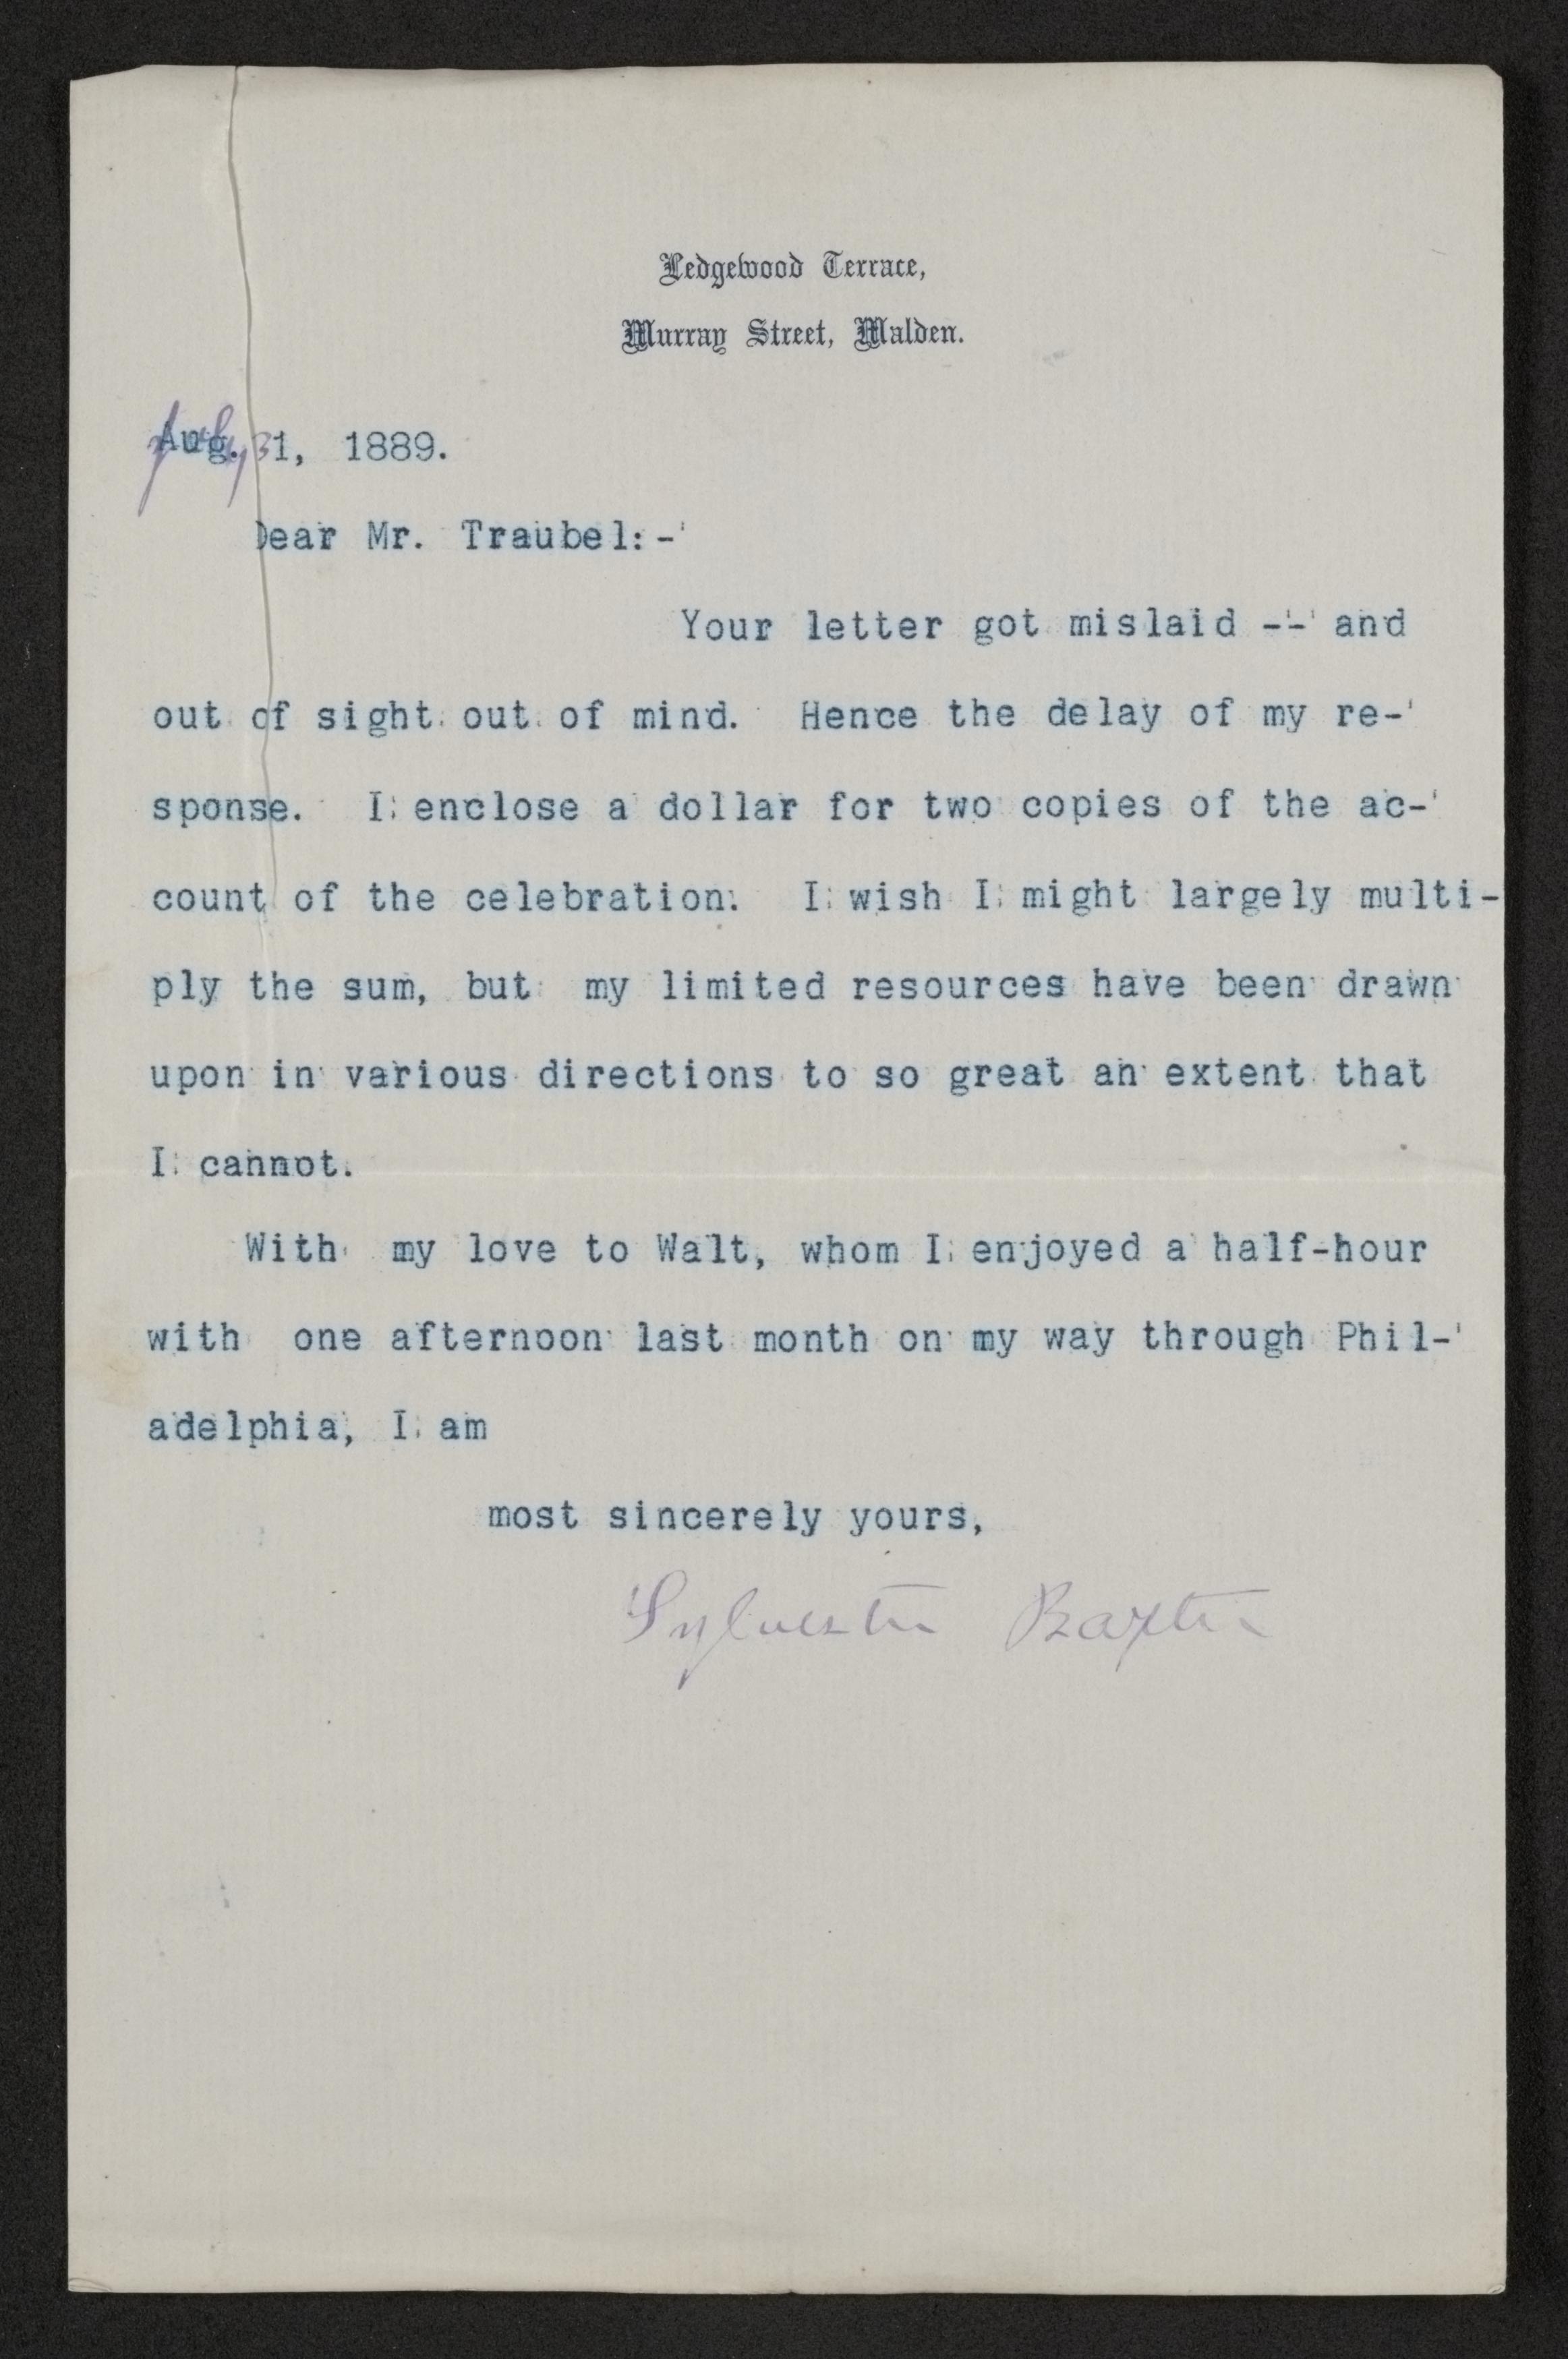 Ledgewood Terrace,
Murray Street, Malden.
July 31, 1889.
Dear Mr. Traubel:-
Your letter got mislaid -- and
out of sight out of mind. Hence the delay of my re-
sponse. I enclose a dollar for two copies of the ac-
count of the celebration. I wish I might largely multi-
ply the sum, but my limited resources have been drawn
upon in various directions to so great an extent that
I cannot.
With my love to Walt, whom I enjoyed a half-hour
with one afternoon last month on my way through Phil-
adelphia, I am
most sincerely yours,
Sylvester Baxter